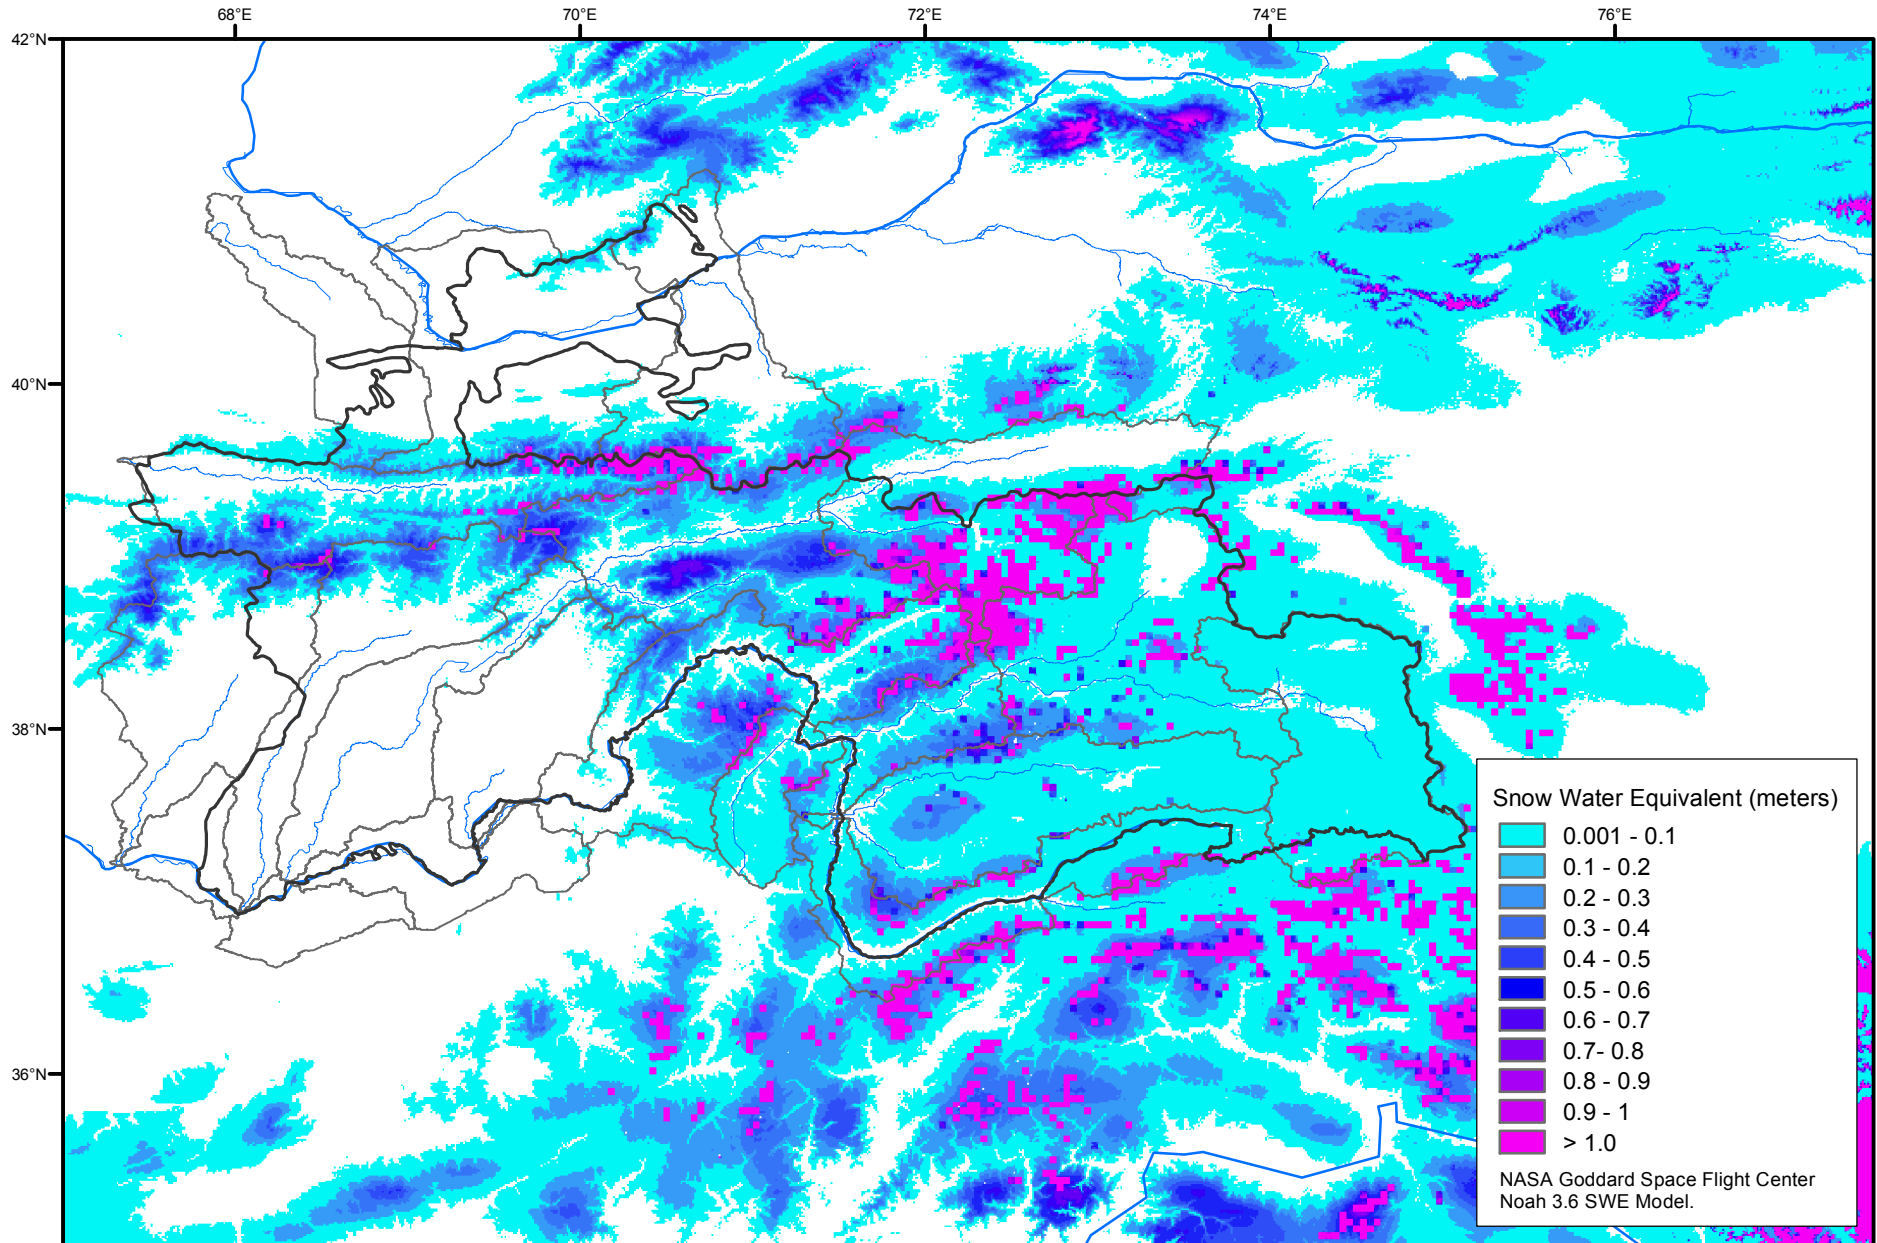 68°E 70°E 72°E 74°E 76°E
42°N
40°N
38°N
36°N
Snow Water Equivalent (meters)
0.001 - 0.1
0.1 - 0.2
0.2 - 0.3
0.3 - 0.4
0.4 - 0.5
0.5 - 0.6
0.6 - 0.7
0.7- 0.8
0.8 - 0.9
0.9 - 1
> 1.0
NASA Goddard Space Flight Center
Noah 3.6 SWE Model.